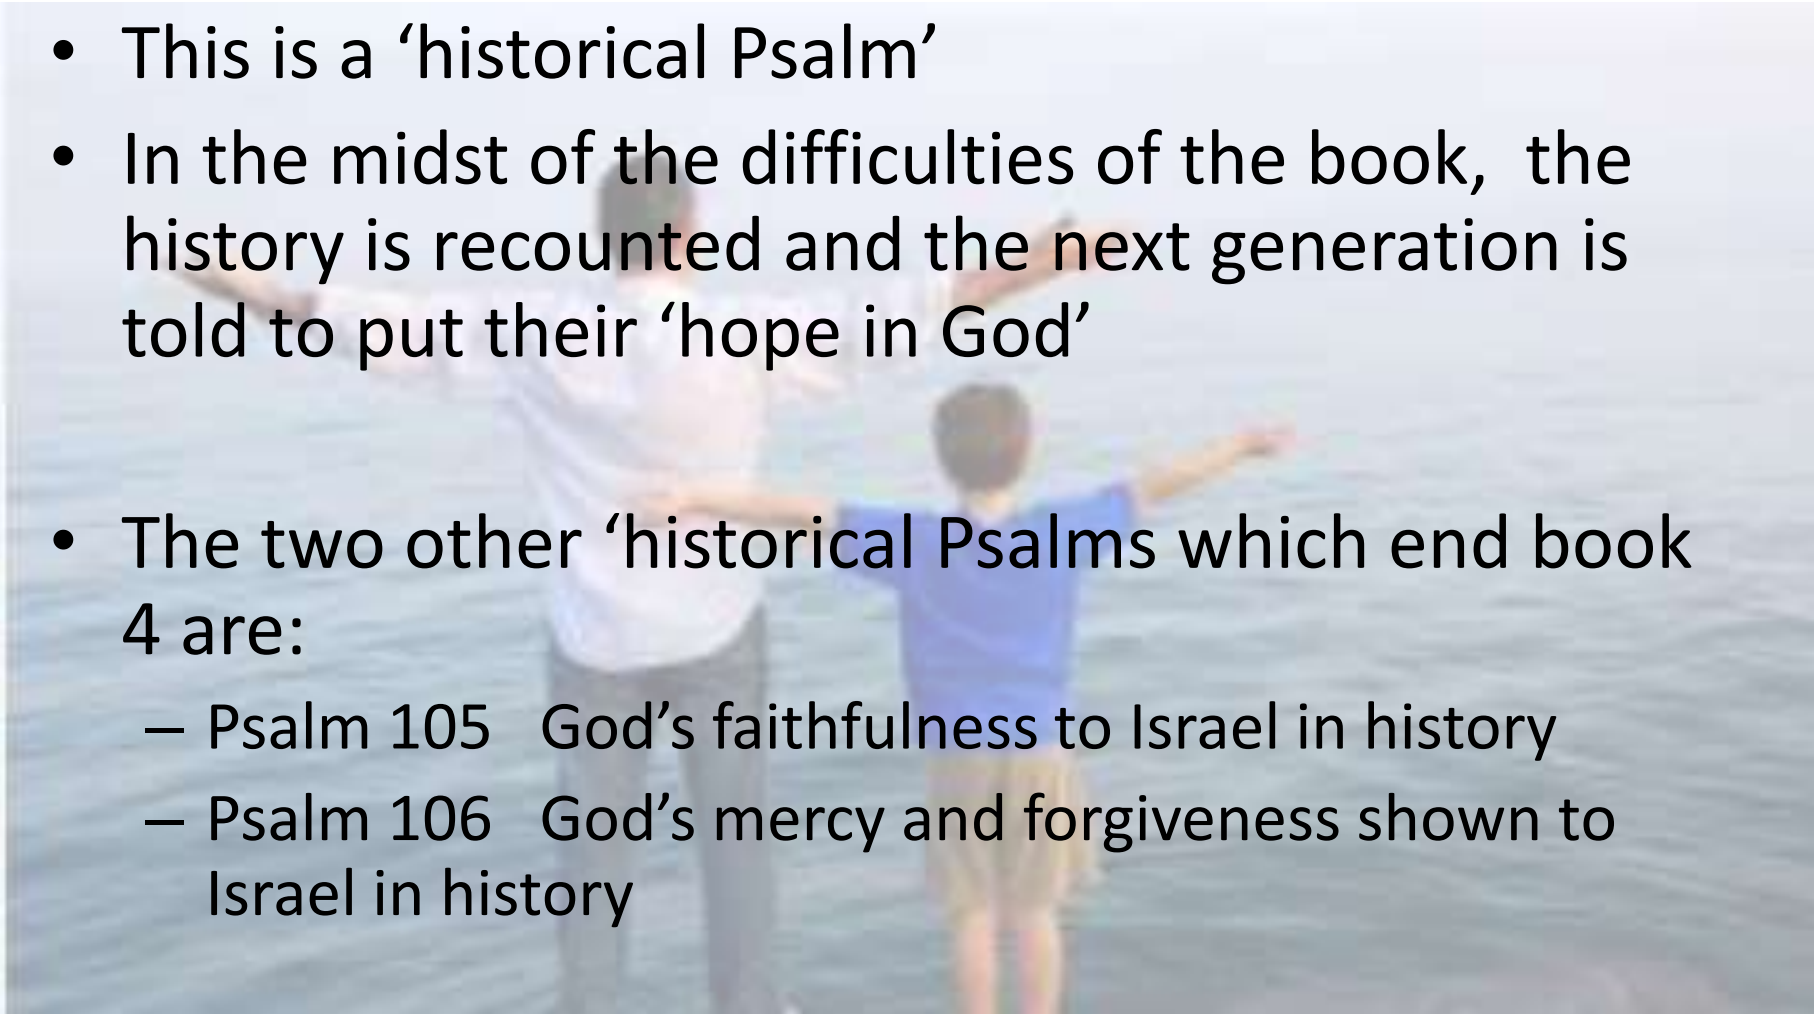 • This is a ‘historical Psalm’
• In the midst of the difficulties of the book,  the
history is recounted and the next generation is
told to put their ‘hope in God’
• The two other ‘historical Psalms which end book
4 are:
– Psalm 105   God’s faithfulness to Israel in history
– Psalm 106   God’s mercy and forgiveness shown to
Israel in history